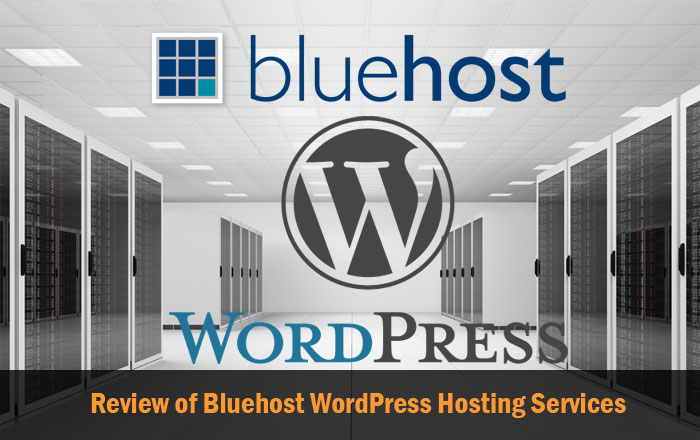 bluehost
W
WORDPRESS
Review of Bluehost WordPress Hosting Services